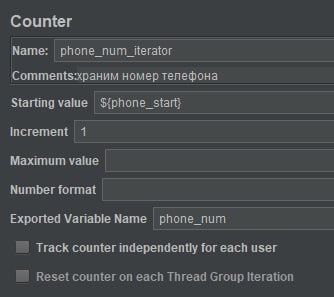 Counter
Name: phone_num_iterator
Comments: храним номер телефона
Starting value ${phone_start}
Increment 1
Maximum value
Number format
Exported Variable Name phone_num
Track counter independently for each user
Reset counter on each Thread Group Iteration